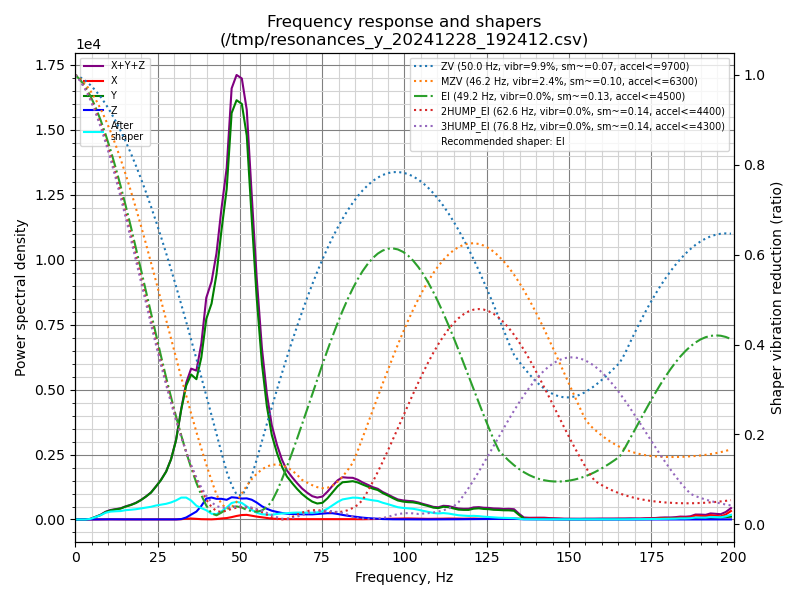 Frequency response and shapers
(/tmp/resonances_y_20241228_192412.csv)
1e4
X+Y+Z
X
Y
Z
After
shaper
ZV (50.0 Hz, vibr=9.9%, sm~=0.07, accel<=9700)
MZV (46.2 Hz, vibr=2.4%, sm~=0.10, accel<=6300)
EI (49.2 Hz, vibr=0.0%, sm~=0.13, accel<=4500)
2HUMP_EI (62.6 Hz, vibr=0.0%, sm~=0.14, accel<=4400)
3HUMP_EI (76.8 Hz, vibr=0.0%, sm~=0.14, accel<=4300)
Recommended shaper: EI
1.75
1.50
1.25
1.00
0.75
0.50
0.25
0.00
Power spectral density
1.0
0.8
0.6
0.4
0.2
0.0
Shaper vibration reduction (ratio)
0
25
50
75
100
125
150
175
200
Frequency, Hz